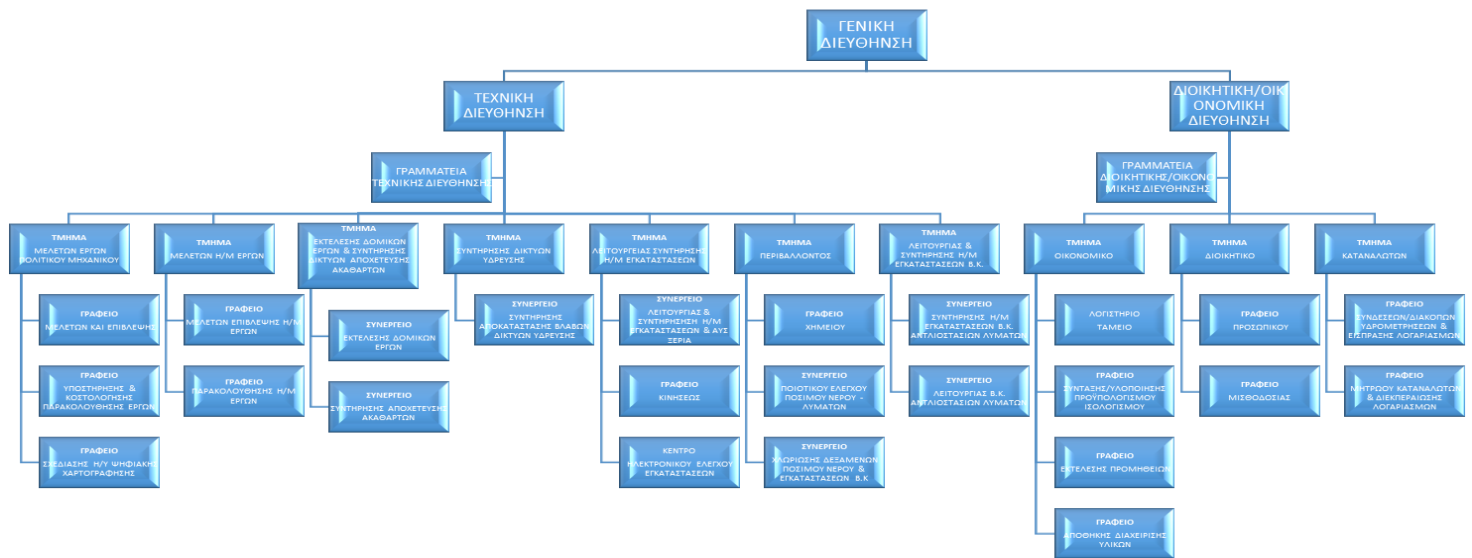 ΓΕΝΙΚΗ
ΔΙΕΥΘΗΝΣΗ
ΤΕΧΝΙΚΗ
ΔΙΕΥΘΗΝΣΗ
ΔΙΟΙΚΗΤΙΚΗ/ΟΙΚ
ΟΝΟΜΙΚΗ
ΔΙΕΥΘΗΝΣΗ
ΓΡΑΜΜΑΤΕΙΑ
ΤΕΧΝΙΚΗΣ ΔΙΕΥΘΗΝΣΗΣ
ΓΡΑΜΜΑΤΕΙΑ
ΔΙΟΙΚΗΤΙΚΗΣ/ΟΙΚΟΝΟ
ΜΙΚΗΣ ΔΙΕΥΘΗΝΣΗΣ
ΤΜΗΜΑ
ΜΕΛΕΤΩΝ ΕΡΓΩΝ
ΠΟΛΙΤΙΚΟΥ ΜΗΧΑΝΙΚΟΥ
ΓΡΑΦΕΙΟ
ΜΕΛΕΤΩΝ ΚΑΙ ΕΠΙΒΛΕΨΗΣ
ΓΡΑΦΕΙΟ
ΥΠΟΣΤΗΡΙΞΗΣ &
ΚΟΣΤΟΛΟΓΗΣΗΣ
ΠΑΡΑΚΟΛΟΥΘΗΣΗΣ ΕΡΓΩΝ
ΓΡΑΦΕΙΟ
ΣΧΕΔΙΑΣΗΣ Η/Υ ΨΗΦΙΑΚΗΣ
ΧΑΡΤΟΓΡΑΦΗΣΗΣ
ΤΜΗΜΑ
ΜΕΛΕΤΩΝ Η/Μ ΕΡΓΩΝ
ΓΡΑΦΕΙΟ
ΜΕΛΕΤΩΝ ΕΠΙΒΛΕΨΗΣ Η/Μ
ΕΡΓΩΝ
ΓΡΑΦΕΙΟ
ΠΑΡΑΚΟΛΟΥΘΗΣΗΣ Η/Μ
ΕΡΓΩΝ
ΤΜΗΜΑ
ΕΚΤΕΛΕΣΗΣ ΔΟΜΙΚΩΝ
ΕΡΓΩΝ & ΣΥΝΤΗΡΗΣΗΣ
ΔΙΚΤΥΩΝ ΑΠΟΧΕΤΕΥΣΗΣ
ΑΚΑΘΑΡΤΩΝ
ΣΥΝΕΡΓΕΙΟ
ΕΚΤΕΛΕΣΗΣ ΔΟΜΙΚΩΝ
ΕΡΓΩΝ
ΣΥΝΕΡΓΕΙΟ
ΣΥΝΤΗΡΗΣΗΣ ΑΠΟΧΕΤΕΥΣΗΣ
ΑΚΑΘΑΡΤΩΝ
ΤΜΗΜΑ
ΣΥΝΤΗΡΗΣΗΣ ΔΙΚΤΥΩΝ
ΥΔΡΕΥΣΗΣ
ΣΥΝΕΡΓΕΙΟ
ΣΥΝΤΗΡΗΣΗΣ
ΑΠΟΚΑΤΑΣΤΑΣΗΣ ΒΛΑΒΩΝ
ΔΙΚΤΥΩΝ ΥΔΡΕΥΣΗΣ
ΤΜΗΜΑ
ΛΕΙΤΟΥΡΓΕΙΑΣ ΣΥΝΤΗΡΗΣΗΣ
Η/Μ ΕΓΚΑΤΑΣΤΑΣΕΩΝ
ΣΥΝΕΡΓΕΙΟ
ΛΕΙΤΟΥΡΓΙΑΣ &
ΣΥΝΤΗΡΗΣΗΣΗ Η/Μ
ΕΓΚΑΤΑΣΤΑΣΕΩΝ & ΑΥΣ
ΞΕΡΙΑ
ΓΡΑΦΕΙΟ
ΚΙΝΗΣΕΩΣ
ΚΕΝΤΡΟ
ΗΛΕΚΤΡΟΝΙΚΟΥ ΕΛΕΓΧΟΥ
ΕΓΚΑΤΑΣΤΑΣΕΩΝ
ΤΜΗΜΑ
ΠΕΡΙΒΑΛΛΟΝΤΟΣ
ΓΡΑΦΕΙΟ
ΧΗΜΕΙΟΥ
ΣΥΝΕΡΓΕΙΟ
ΠΟΙΟΤΙΚΟΥ ΕΛΕΓΧΟΥ
ΠΟΣΙΜΟΥ ΝΕΡΟΥ -
ΛΥΜΑΤΩΝ
ΣΥΝΕΡΓΕΙΟ
ΧΛΩΡΙΩΣΗΣ ΔΕΞΑΜΕΝΩΝ
ΠΟΣΙΜΟΥ ΝΕΡΟΥ &
ΕΓΚΑΤΑΣΤΑΣΕΩΝ Β.Κ
ΤΜΗΜΑ
ΛΕΙΤΟΥΡΓΙΑΣ &
ΣΥΝΤΗΡΗΣΗΣ Η/Μ
ΕΓΚΑΤΑΣΤΑΣΕΩΝ Β.Κ.
ΣΥΝΕΡΓΕΙΟ
ΣΥΝΤΗΡΗΣΗΣ Η/Μ
ΕΓΚΑΤΑΣΤΑΣΕΩΝ Β.Κ.
ΑΝΤΛΙΟΣΤΑΣΙΩΝ ΛΥΜΑΤΩΝ
ΣΥΝΕΡΓΕΙΟ
ΛΕΙΤΟΥΡΓΙΑΣ Β.Κ.
ΑΝΤΛΙΟΣΤΑΣΙΩΝ ΛΥΜΑΤΩΝ
ΤΜΗΜΑ
ΟΙΚΟΝΟΜΙΚΟ
ΛΟΓΙΣΤΗΡΙΟ
ΤΑΜΕΙΟ
ΓΡΑΦΕΙΟ
ΣΥΝΤΑΞΗΣ/ΥΛΟΠΟΙΗΣΗΣ
ΠΡΟΫΠΟΛΟΓΙΣΜΟΥ
ΙΣΟΛΟΓΙΣΜΟΥ
ΓΡΑΦΕΙΟ
ΕΚΤΕΛΕΣΗΣ ΠΡΟΜΗΘΕΙΩΝ
ΓΡΑΦΕΙΟ
ΑΠΟΘΗΚΗΣ ΔΙΑΧΕΙΡΙΣΗΣ
ΥΛΙΚΩΝ
ΤΜΗΜΑ
ΔΙΟΙΚΗΤΙΚΟ
ΓΡΑΦΕΙΟ
ΠΡΟΣΩΠΙΚΟΥ
ΓΡΑΦΕΙΟ
ΜΙΣΘΟΔΟΣΙΑΣ
ΤΜΗΜΑ
ΚΑΤΑΝΑΛΩΤΩΝ
ΓΡΑΦΕΙΟ
ΣΥΝΔΕΣΕΩΝ/ΔΙΑΚΟΠΩΝ
ΥΔΡΟΜΕΤΡΗΣΕΩΝ &
ΕΙΣΠΡΑΞΗΣ ΛΟΓΑΡΙΑΣΜΩΝ
ΓΡΑΦΕΙΟ
ΜΗΤΡΩΟΥ ΚΑΤΑΝΑΛΩΤΩΝ
& ΔΙΕΚΠΕΡΑΙΩΣΗΣ
ΛΟΓΑΡΙΑΣΜΩΝ